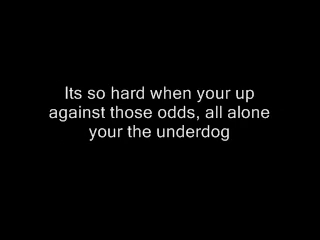 Its so hard when your up
against those odds, all alone
your the underdog